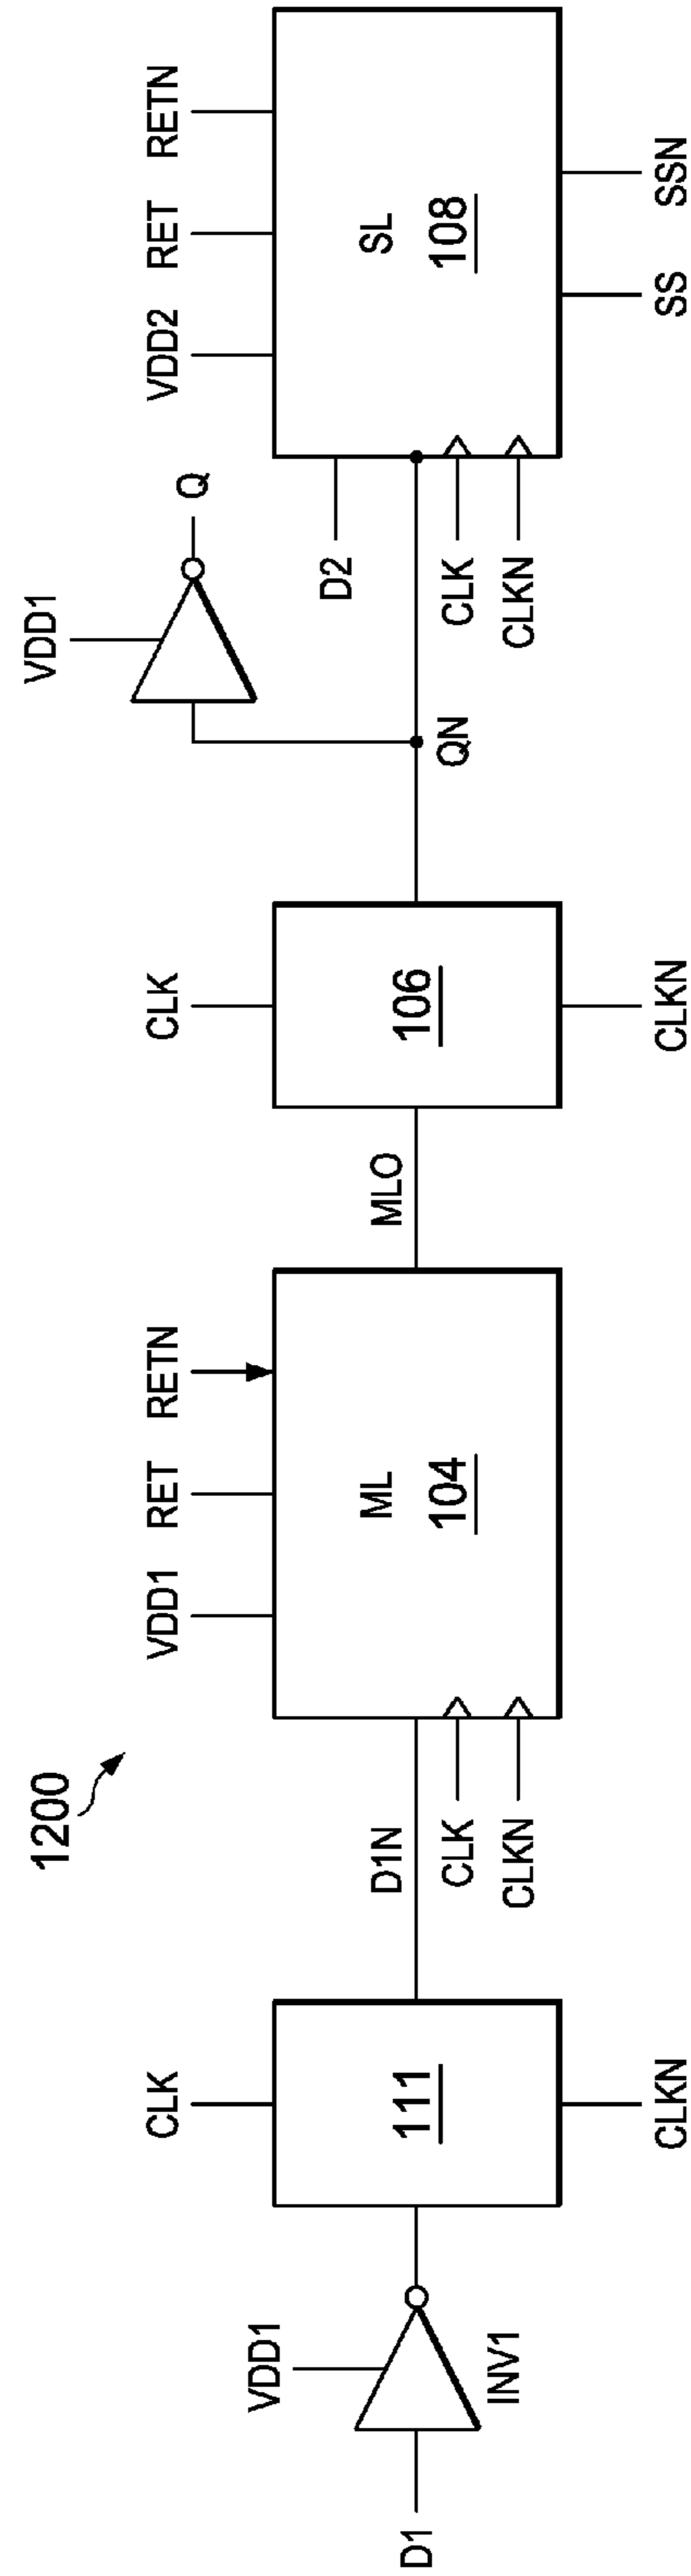 1200
D1
VDD1
INV1
CLK
111
CLKN
D1N
CLK
CLKN
VDD1
RET
RETN
ML
104
MLO
CLK
106
CLKN
QN
VDD1
Q
D2
CLK
CLKN
VDD2
RET
RETN
SL
108
SS
SSN